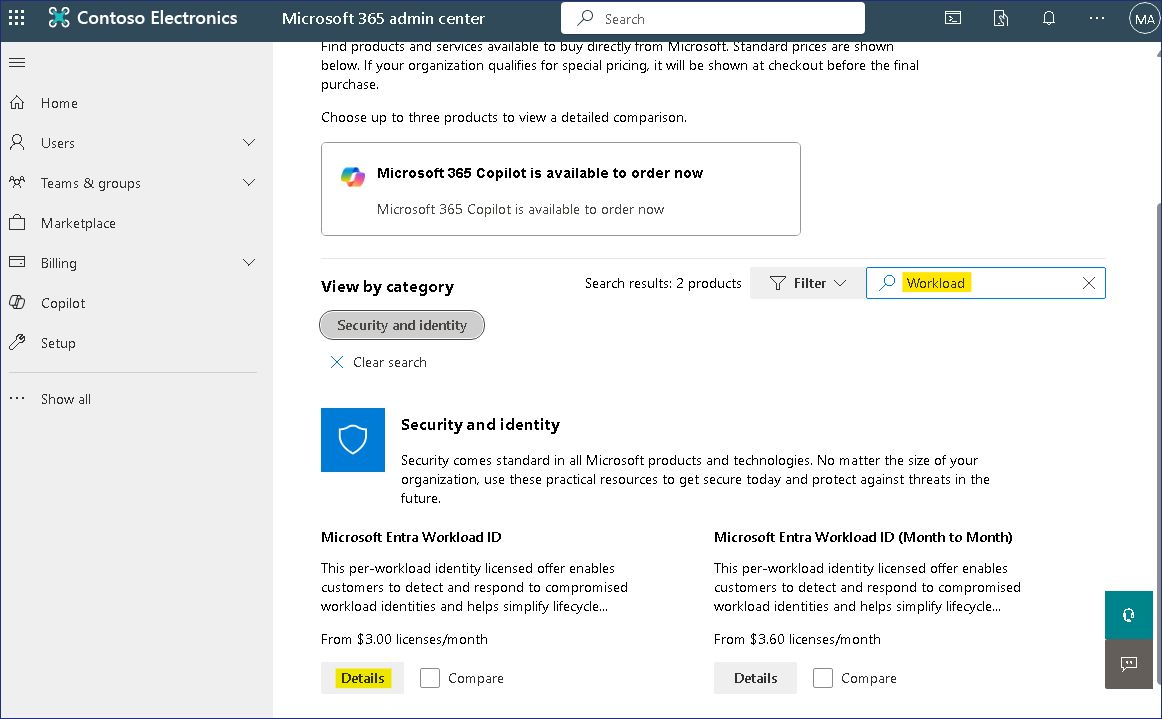 Contoso Electronics
Microsoft 365 admin center
Search
MA
Home
Users
Teams & groups
Marketplace
Billing
Copilot
Setup
Show all
Find products and services available to buy directly from Microsoft. Standard prices are shown
below. If your organization qualifies for special pricing, it will be shown at checkout before the final
purchase.
Choose up to three products to view a detailed comparison.
Microsoft 365 Copilot is available to order now
Microsoft 365 Copilot is available to order now
View by category
Search results: 2 products
Filter
Workload
Security and identity
Clear search
Security and identity
Security comes standard in all Microsoft products and technologies. No matter the size of your
organization, use these practical resources to get secure today and protect against threats in the
future.
Microsoft Entra Workload ID
This per-workload identity licensed offer enables
customers to detect and respond to compromised
workload identities and helps simplify lifecycle...
From $3.00 licenses/month
Details
Compare
Microsoft Entra Workload ID (Month to Month)
This per-workload identity licensed offer enables
customers to detect and respond to compromised
workload identities and helps simplify lifecycle...
From $3.60 licenses/month
Details
Compare